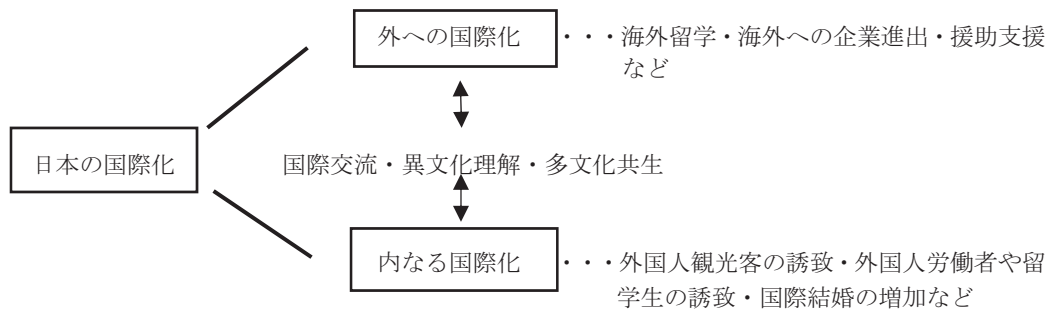 外への国際化 ・・・海外留学・海外への企業進出・援助支援
など
日本の国際化
国際交流・異文化理解・多文化共生
内なる国際化 ・・・外国人観光客の誘致・外国人労働者や留
学生の誘致・国際結婚の増加など